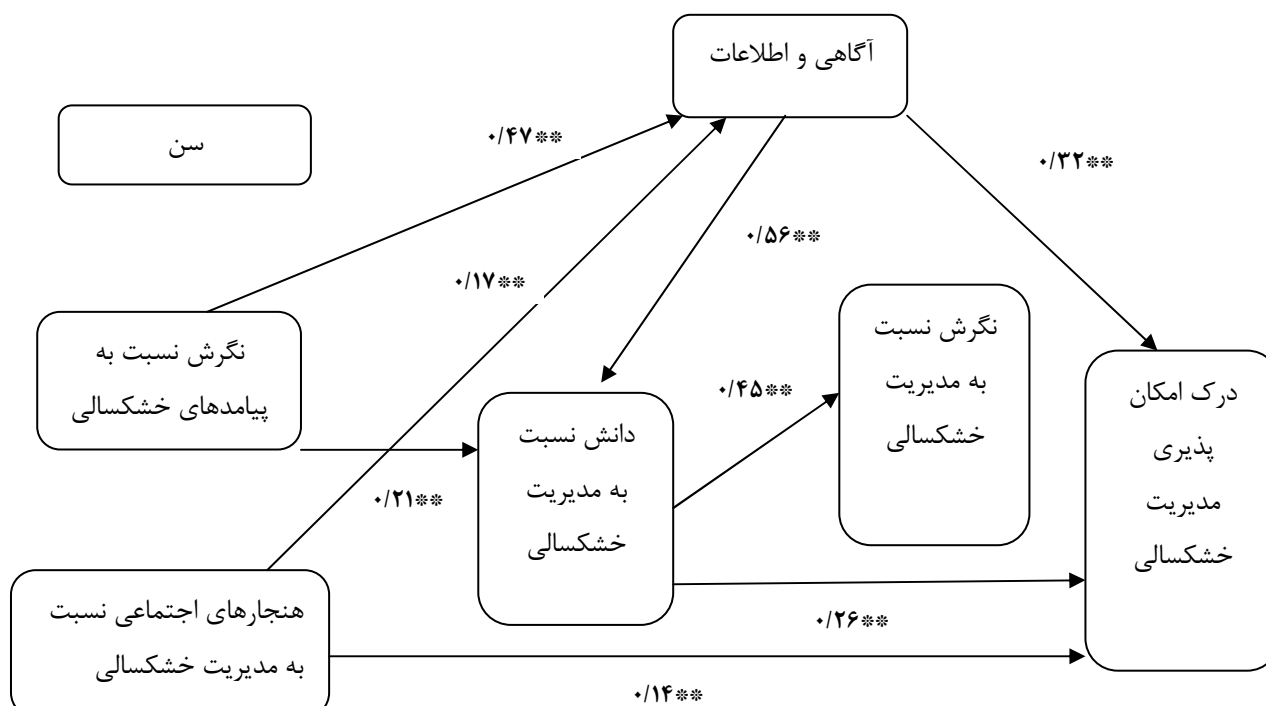 آگاهی و اطلاعات
سن
۰/۴۷**
۰/۳۲**
۰/۵۶**
۰/۱۷**
نگرش نسبت به
پیامدهای خشکسالی
نگرش نسبت
به مدیریت
خشکسالی
درک امکان
پذیری
مدیریت
خشکسالی
۰/۴۵**
دانش نسبت
به مدیریت
خشکسالی
۰/۲۱**
هنجارهای اجتماعی نسبت
به مدیریت خشکسالی
۰/۲۶**
۰/۱۴**